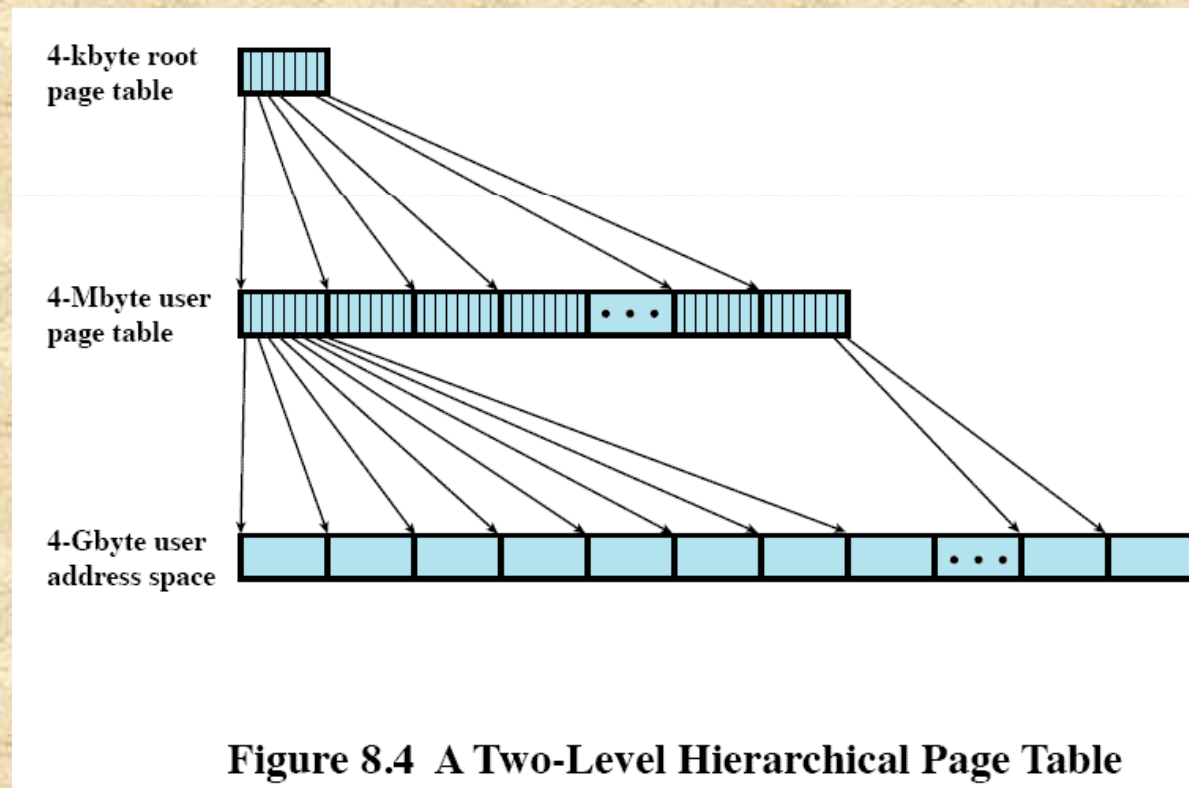 4-kbyte root
page table
4-Mbyte user
page table
• • •
4-Gbyte user
address space
• • •
Figure 8.4 A Two-Level Hierarchical Page Table